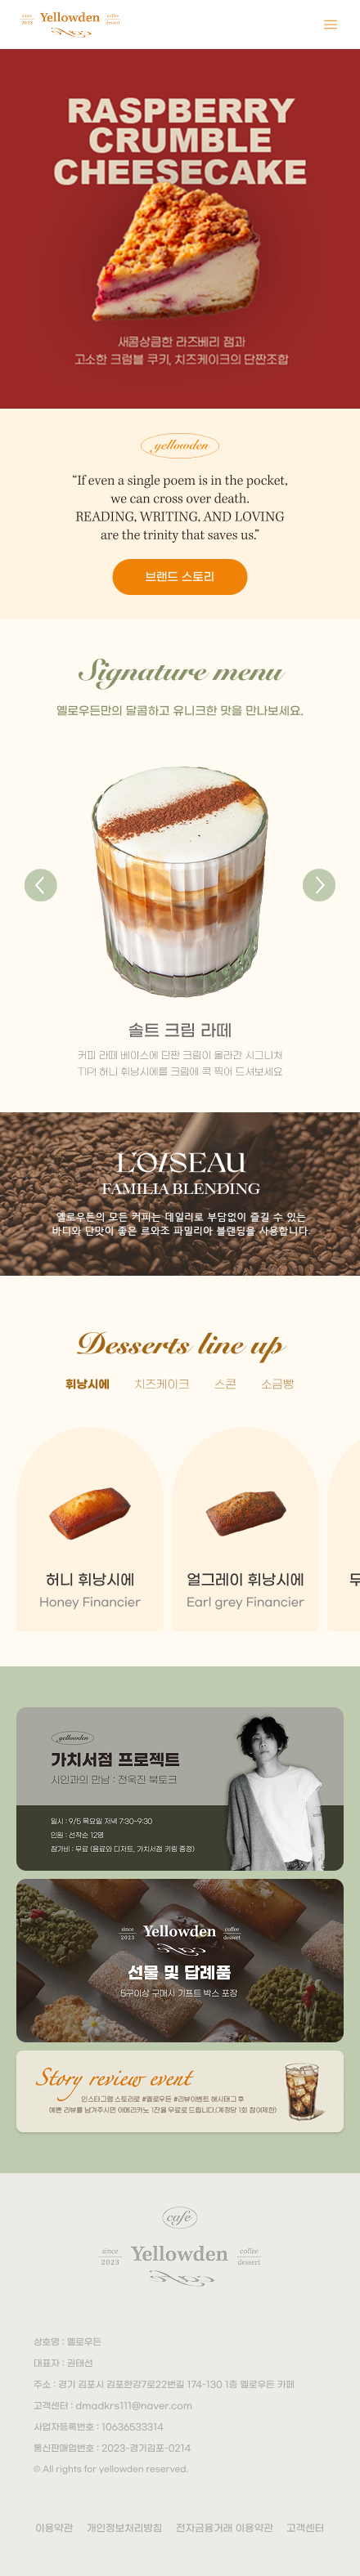 since
2023
Yellowden
coffee
dessert
RASPBERRY
CRUMBLE
CHEESECAKE
새콤상큼한 라즈베리 잼과
고소한 크럼블 쿠키, 치즈케이크의 단짠조합
yellowden
“If even a single poem is in the pocket,
we can cross over death.
READING, WRITING, AND LOVING
are the trinity that saves us.”
브랜드 스토리
Signature menu
옐로우든만의 달콤하고 유니크한 맛을 만나보세요.
솔트 크림 라떼
커피 라떼 베이스에 단짠 크림이 올라간 시그니처
TIP! 허니 휘낭시에를 크림에 콕 찍어 드셔보세요
L'OISEAU
FAMILIA BLENDING
옐로우든의 모든 커피는 데일리로 부담없이 즐길 수 있는
바디와 단맛이 좋은 르와조 파밀리아 블랜딩을 사용합니다.
Desserts line up
휘낭시에 치즈케이크 스콘 소금빵
허니 휘낭시에
Honey Financier
얼그레이 휘낭시에
Earl grey Financier
yellowden
가치서점 프로젝트
시인과의 만남 : 전욱진 북토크
일시 : 9/5 목요일 저녁 7:30-9:30
인원 : 선착순 12명
참가비 : 무료 (음료와 디저트, 가치서점 키링 증정)
since
2023
Yellowden
coffee
dessert
선물 및 답례품
5구이상 구매시 기프트 박스 포장
Story review event
인스타그램 스토리로 #옐로우든 #리뷰이벤트 해시태그 후
예쁜 리뷰를 남겨주시면 아메리카노 1잔을 무료로 드립니다.(계정당 1회 참여제한)
cafe
since
2023
Yellowden
coffee
dessert
상호명 : 옐로우든
대표자 : 권태선
주소 : 경기 김포시 김포한강7로22번길 174-130 1층 옐로우든 카페
고객센터 : dmadkrs111@naver.com
사업자등록번호 : 10636533314
통신판매업번호 : 2023-경기김포-0214
© All rights for yellowden reserved.
이용약관 개인정보처리방침 전자금융거래 이용약관 고객센터